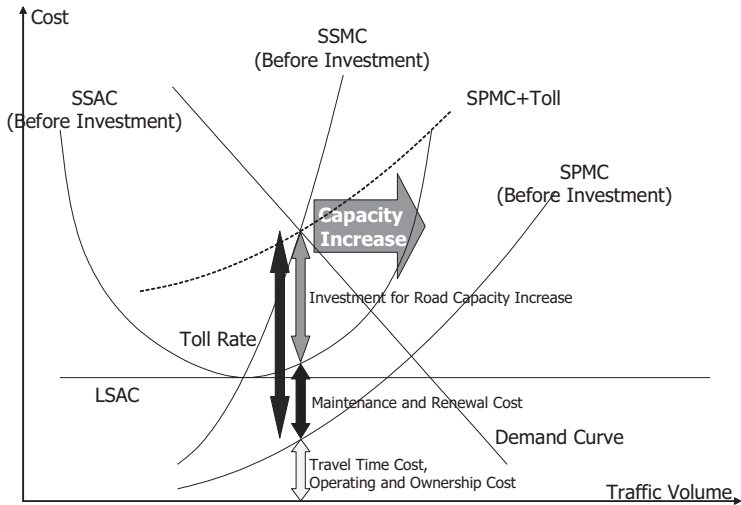 Cost
SSMC
(Before Investment)
SSAC
(Before Investment)
SPMC+Toll
SPMC
(Before Investment)
Capacity
Increase
Investment for Road Capacity Increase
Toll Rate
LSAC
Maintenance and Renewal Cost
Demand Curve
Travel Time Cost,
Operating and Ownership Cost
Traffic Volume